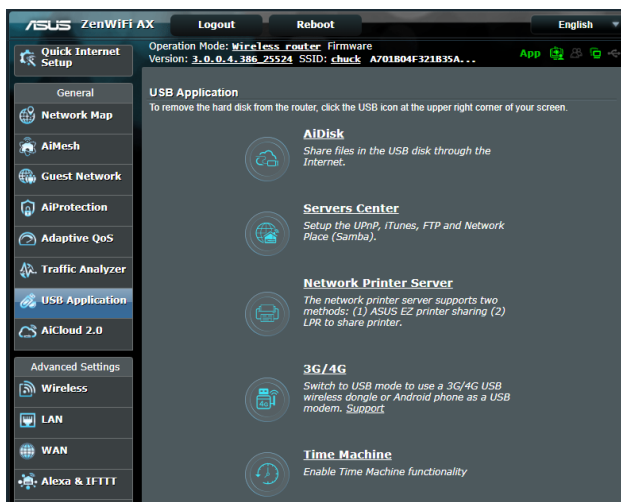 ASUS ZenWiFi AX
Logout
Reboot
English
Quick Internet
Setup
Operation Mode: Wireless router Firmware
Version: 3.0.0.4.386_25524 SSID: chuck A701B04F321B35A...
App
General
Network Map
AiMesh
Guest Network
AiProtection
Adaptive QoS
Traffic Analyzer
USB Application
AiCloud 2.0
Advanced Settings
Wireless
LAN
WAN
Alexa & IFTTT
USB Application
To remove the hard disk from the router, click the USB icon at the upper right corner of your screen.
AiDisk
Share files in the USB disk through the
Internet.
Servers Center
Setup the UPnP, iTunes, FTP and Network
Place (Samba).
Network Printer Server
The network printer server supports two
methods: (1) ASUS EZ printer sharing (2)
LPR to share printer.
4G
3G/4G
Switch to USB mode to use a 3G/4G USB
wireless dongle or Android phone as a USB
modem. Support
Time Machine
Enable Time Machine functionality